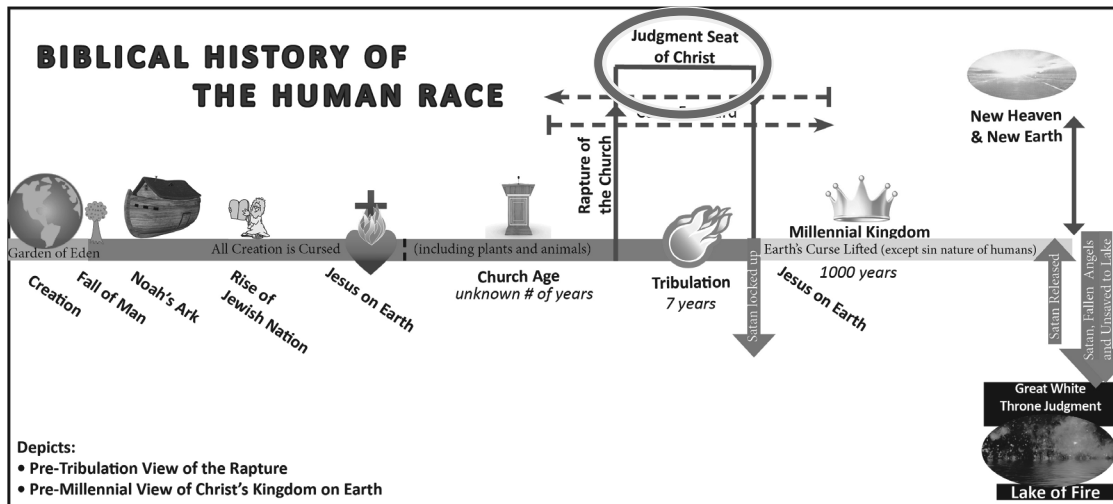 BIBLICAL HISTORY OF
THE HUMAN RACE
Judgment Seat
of Christ
New Heaven
& New Earth
Rapture of
the Church
Garden of Eden
All Creation is Cursed
(including plants and animals)
Millennial Kingdom
Earth's Curse Lifted (except sin nature of humans)
1000 years
Creation
Fall of Man
Noah's Ark
Rise of
Jewish Nation
Jesus on Earth
Church Age
unknown # of years
Tribulation
7 years
Satan locked up
Jesus on Earth
Satan Released
Satan, Fallen Angels
and Unsaved to Lake
Great White
Throne Judgment
Lake of Fire
Depicts:
• Pre-Tribulation View of the Rapture
• Pre-Millennial View of Christ's Kingdom on Earth